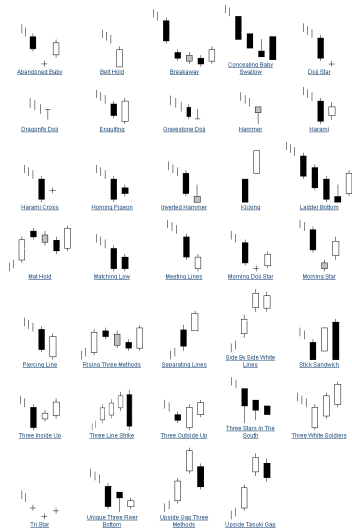 Abandoned Baby
Belt Hold
Breakaway
Concealing Baby
Swallow
Doji Star
Dragonfly Doji
Engulfing
Gravestone Doji
Hammer
Harami
Harami Cross
Homing Pigeon
Inverted Hammer
Kicking
Ladder Bottom
Mat Hold
Matching Low
Meeting Lines
Morning Doji Star
Morning Star
Piercing Line
Rising Three Methods
Separating Lines
Side By Side White
Lines
Stick Sandwich
Three Inside Up
Three Line Strike
Three Outside Up
Three Stars In The
South
Three White Soldiers
Tri Star
Unique Three River
Bottom
Upside Gap Three
Methods
Upside Tasuki Gap